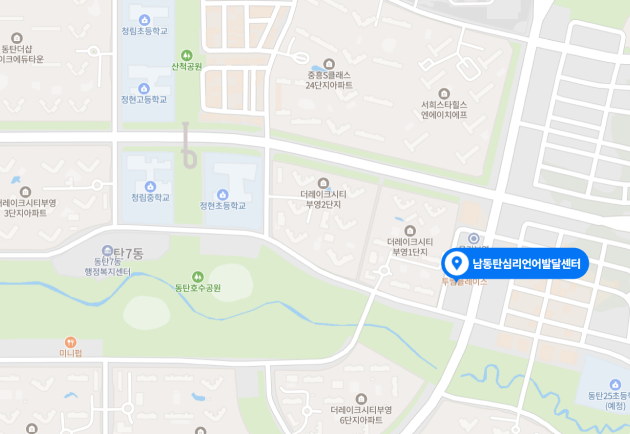 청림초등학교
동탄더샵
산척공원
중흥S클래스
24단지아파트
청현고등학교
서희스타힐스
엔에이치에프
청림중학교
청현초등학교
더레이크시티
부영2단지
더레이크시티부영
3단지아파트
더레이크시티
부영1단지
탄7동
동탄7동
행정복지센터
남동탄심리언어발달센터
투썸플레이스
동탄호수공원
미니펍
동탄25초등학
(예정)
더레이크시티부영
6단지아파트